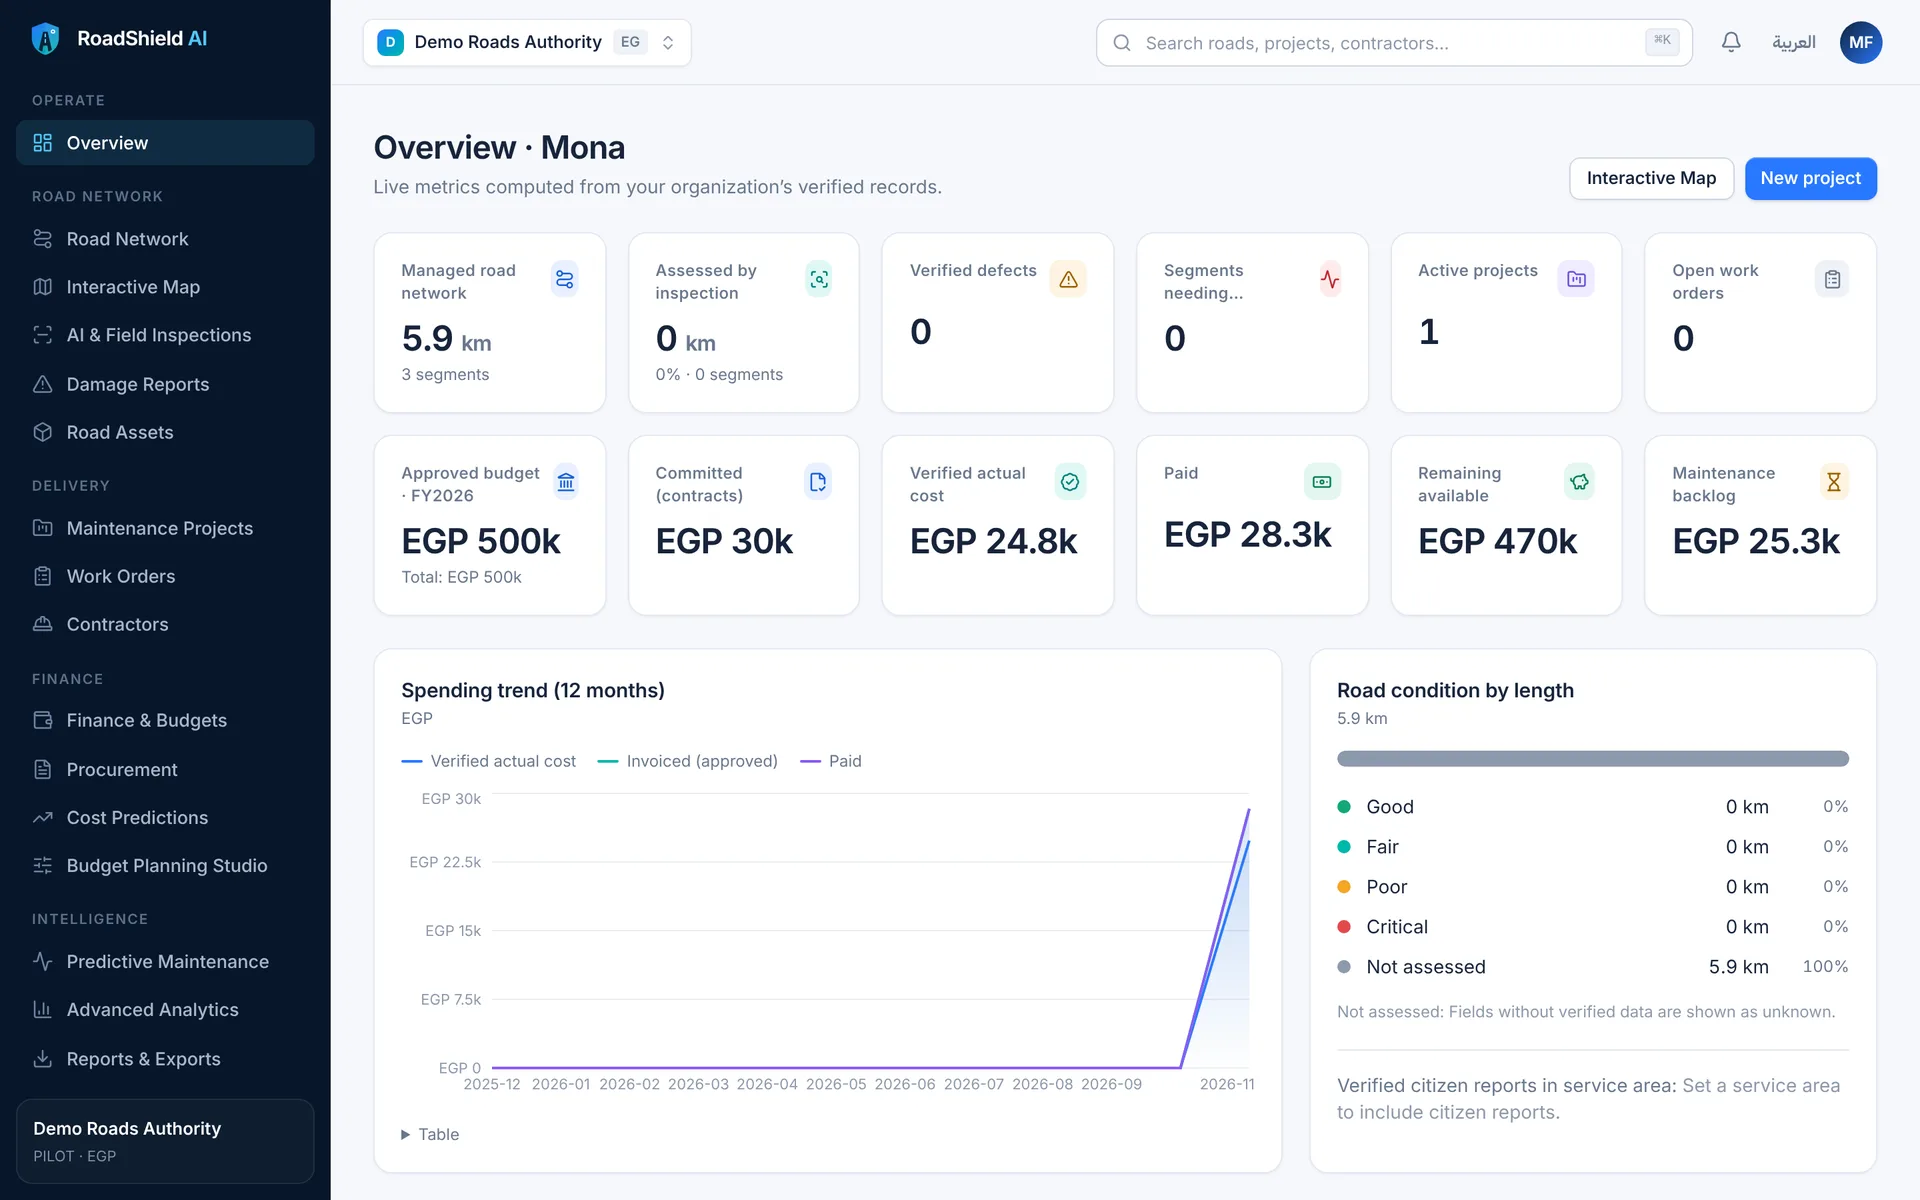 RoadShield AI
OPERATE
Overview
ROAD NETWORK
Road Network
Interactive Map
AI & Field Inspections
Damage Reports
Road Assets
DELIVERY
Maintenance Projects
Work Orders
Contractors
FINANCE
Finance & Budgets
Procurement
Cost Predictions
Budget Planning Studio
INTELLIGENCE
Predictive Maintenance
Advanced Analytics
Reports & Exports
Demo Roads Authority
PILOT · EGP
D Demo Roads Authority EG
Search roads, projects, contractors... ⌘K
العربية
MF
Overview · Mona
Live metrics computed from your organization’s verified records.
Interactive Map
New project
Managed road
network
5.9 km
3 segments
Assessed by
inspection
0 km
0% · 0 segments
Verified defects
0
Segments
needing...
0
Active projects
1
Open work
orders
0
Approved budget
· FY2026
EGP 500k
Total: EGP 500k
Committed
(contracts)
EGP 30k
Verified actual
cost
EGP 24.8k
Paid
EGP 28.3k
Remaining
available
EGP 470k
Maintenance
backlog
EGP 25.3k
Spending trend (12 months)
EGP
Verified actual cost Invoiced (approved) Paid
EGP 30k
EGP 22.5k
EGP 15k
EGP 7.5k
EGP 0
2025-12 2026-01 2026-02 2026-03 2026-04 2026-05 2026-06 2026-07 2026-08 2026-09 2026-11
Table
Road condition by length
5.9 km
Good 0 km 0%
Fair 0 km 0%
Poor 0 km 0%
Critical 0 km 0%
Not assessed 5.9 km 100%
Not assessed: Fields without verified data are shown as unknown.
Verified citizen reports in service area: Set a service area
to include citizen reports.